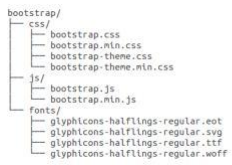 bootstrap/
├── css/
│   ├── bootstrap.css
│   ├── bootstrap.min.css
│   ├── bootstrap-theme.css
│   └── bootstrap-theme.min.css
├── js/
│   ├── bootstrap.js
│   └── bootstrap.min.js
└── fonts/
    ├── glyphicons-halflings-regular.eot
    ├── glyphicons-halflings-regular.svg
    ├── glyphicons-halflings-regular.ttf
    └── glyphicons-halflings-regular.woff